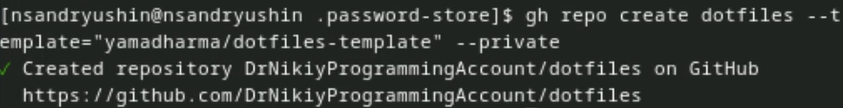 [nsandryushin@nsandryushin .password-store]$ gh repo create dotfiles --t
emplate="yamadharma/dotfiles-template" --private
✓ Created repository DrNikiyProgrammingAccount/dotfiles on GitHub
https://github.com/DrNikiyProgrammingAccount/dotfiles